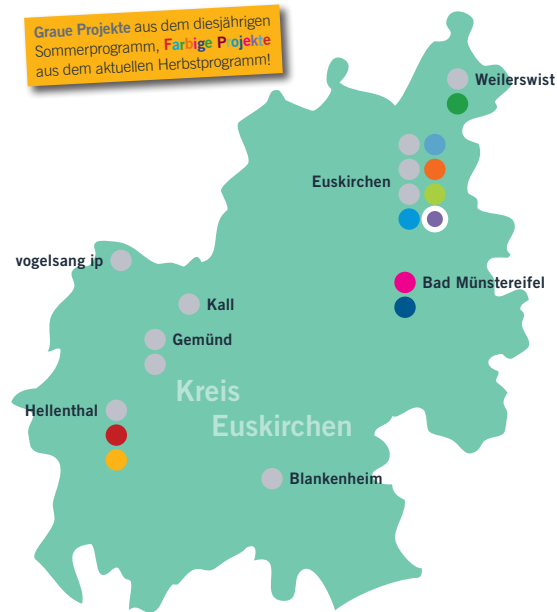 Graue Projekte aus dem diesjährigen
Sommerprogramm, Farbige Projekte
aus dem aktuellen Herbstprogramm!
Weilerswist
Euskirchen
vogelsang ip
Bad Münstereifel
Kall
Gemünd
Kreis
Euskirchen
Hellenthal
Blankenheim